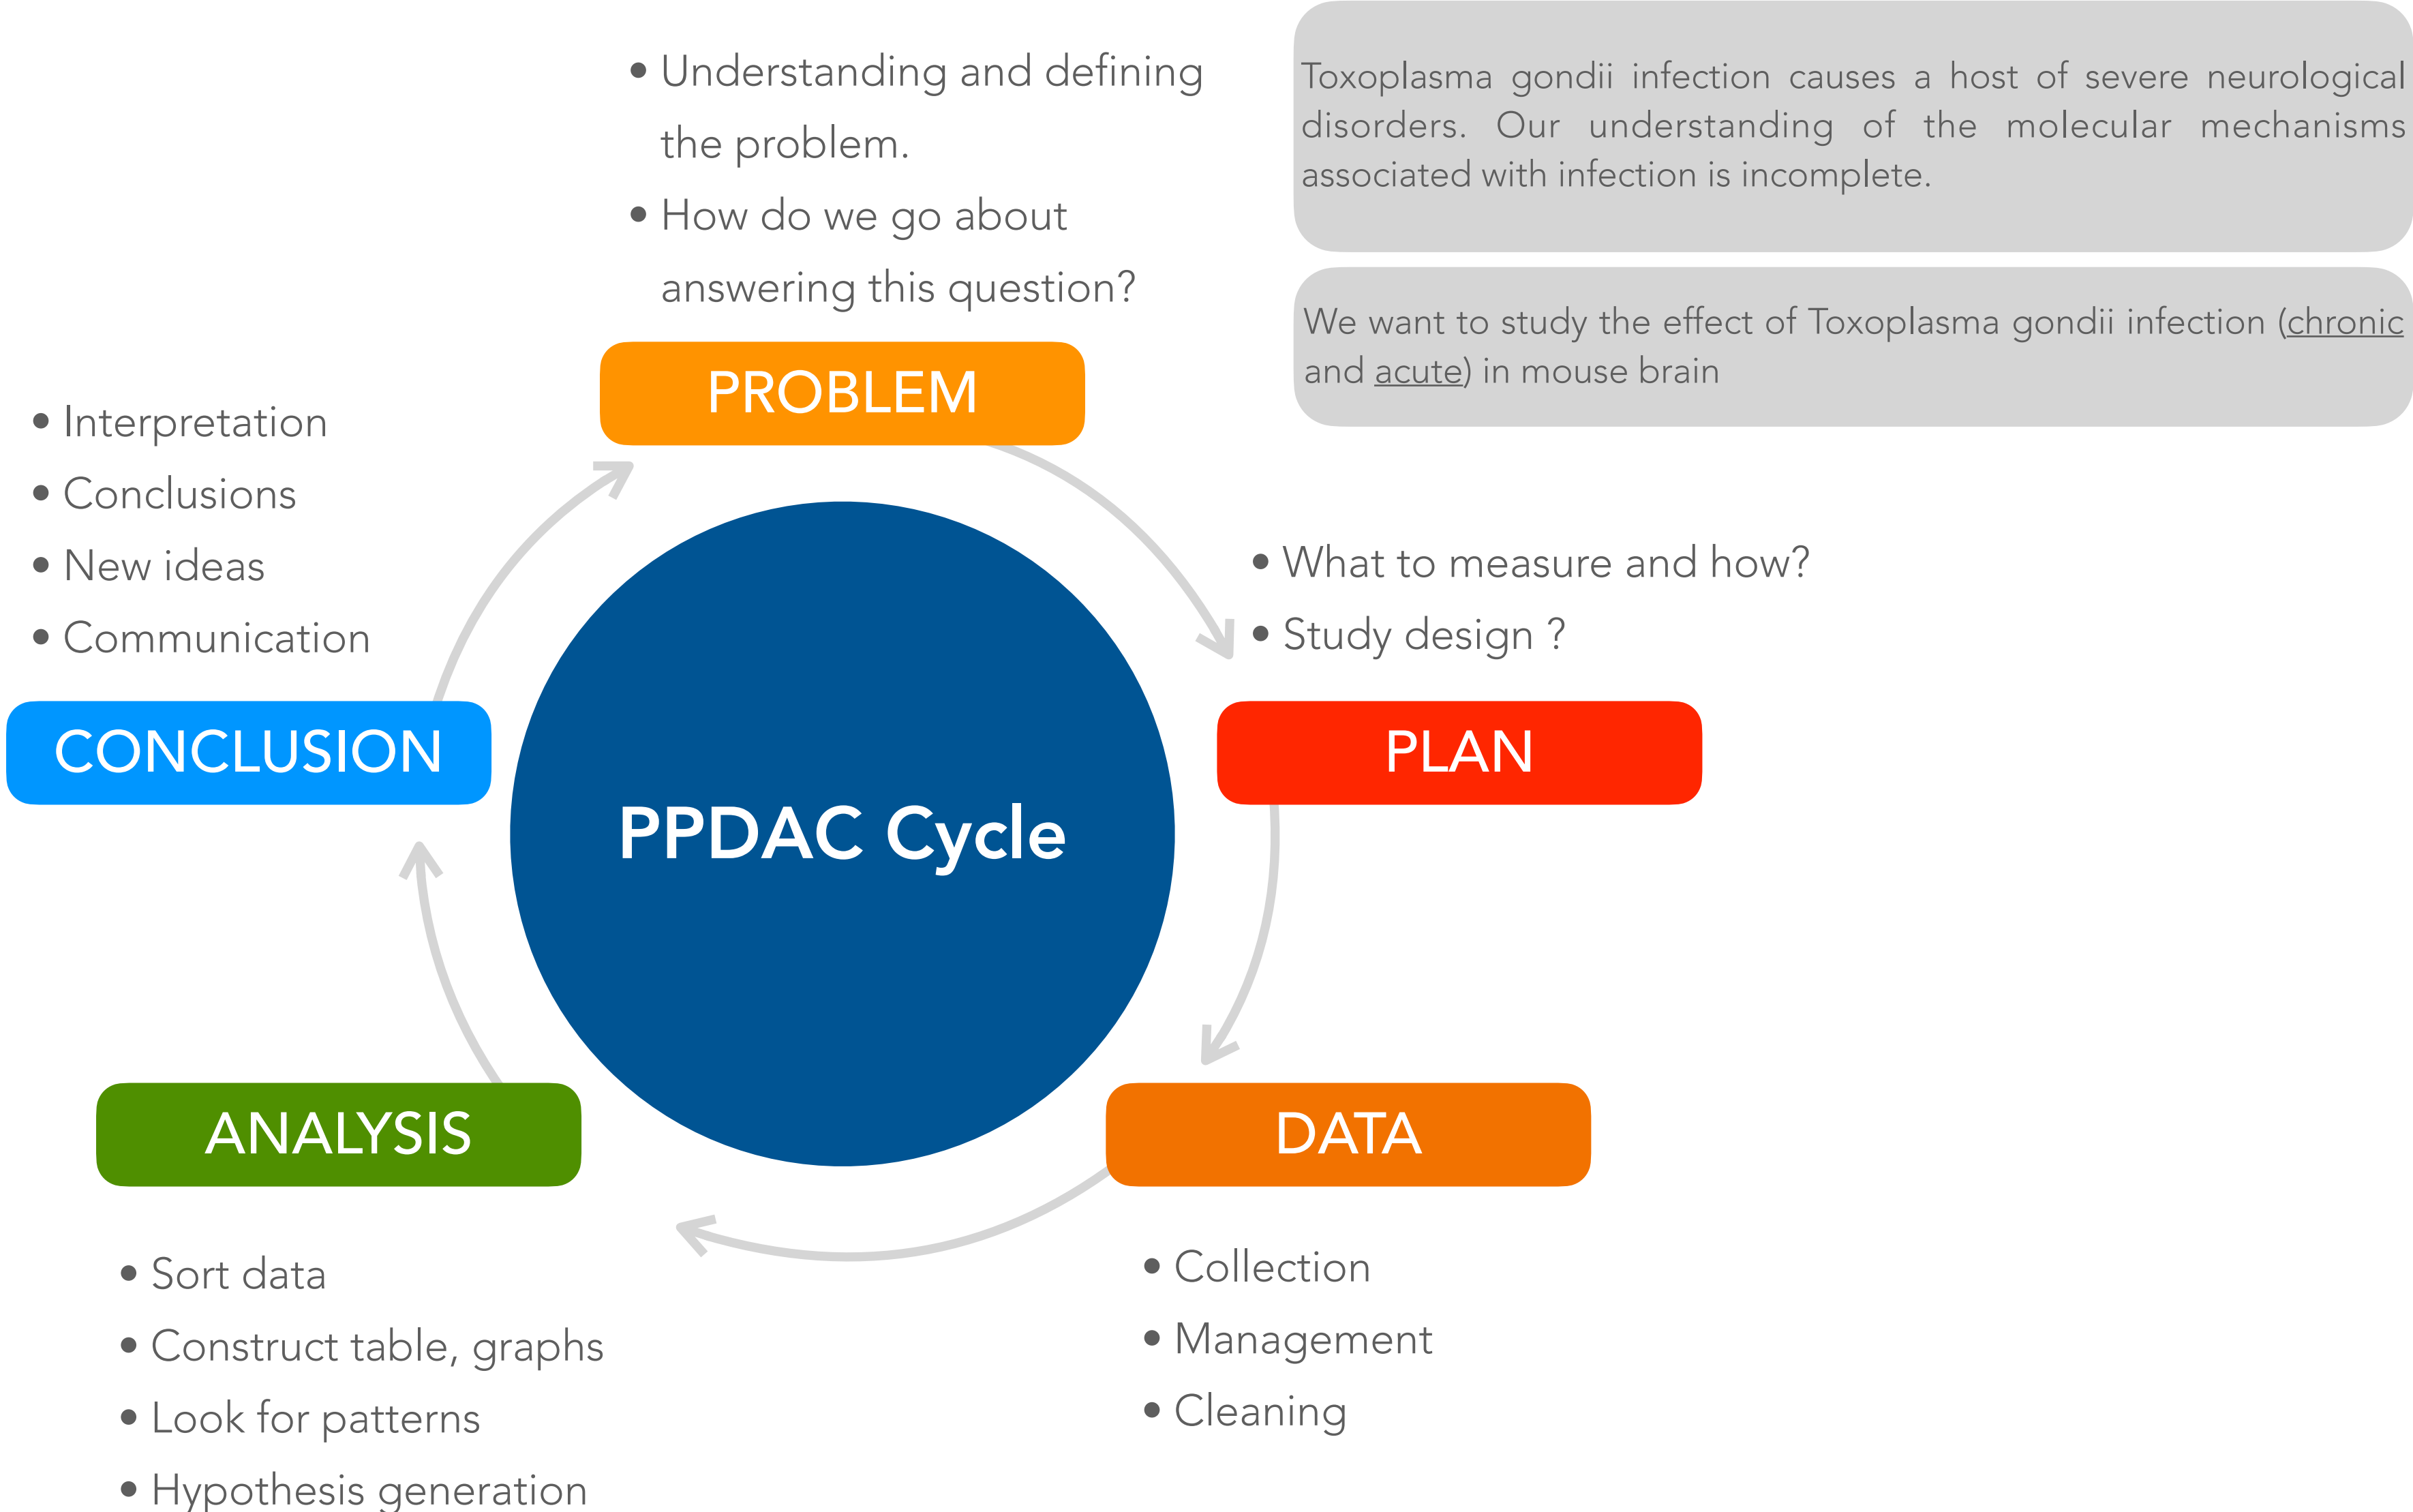 • Understanding and defining
the problem.
• How do we go about
answering this question?
PROBLEM
Toxoplasma gondii infection causes a host of severe neurological
disorders. Our understanding of the molecular mechanisms
associated with infection is incomplete.
We want to study the effect of Toxoplasma gondii infection (chronic
and acute) in mouse brain
• What to measure and how?
• Study design ?
PLAN
• Interpretation
• Conclusions
• New ideas
• Communication
CONCLUSION
PPDAC Cycle
ANALYSIS
• Sort data
• Construct table, graphs
• Look for patterns
• Hypothesis generation
DATA
• Collection
• Management
• Cleaning